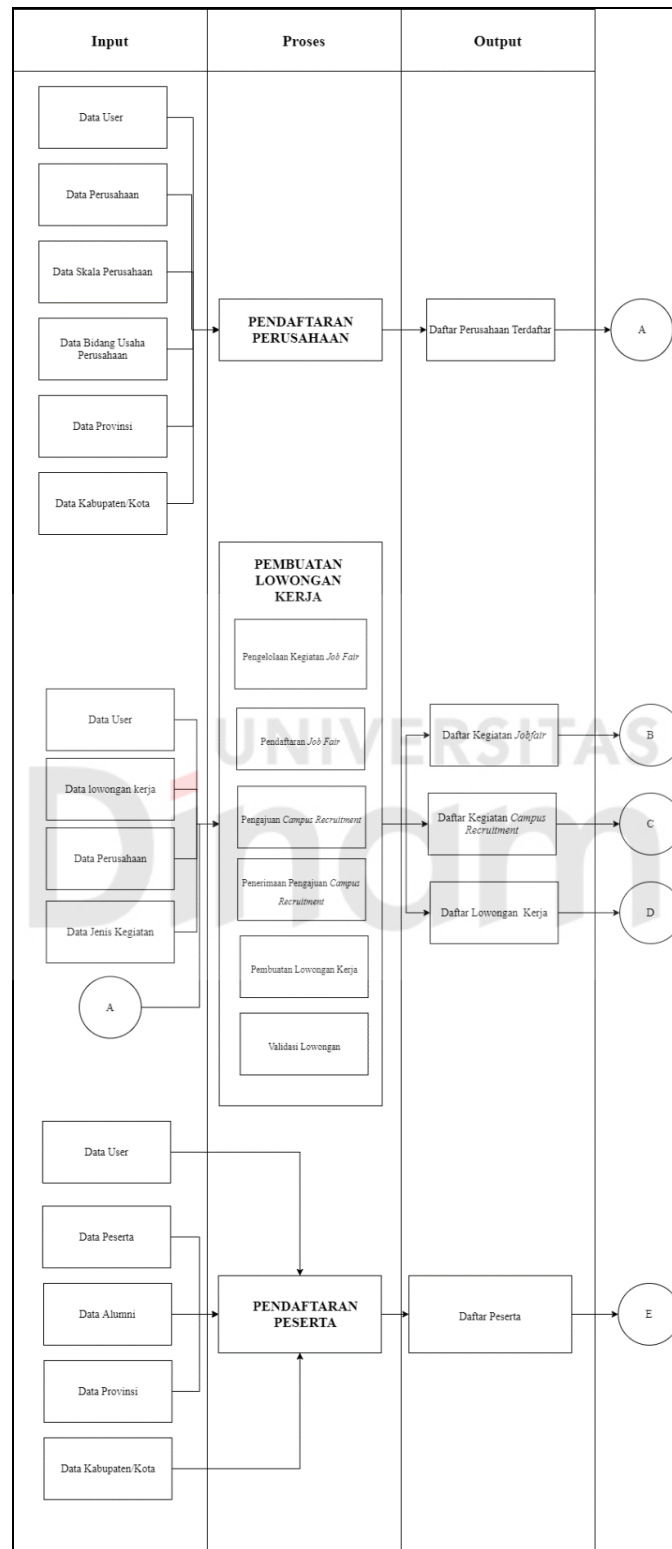 Input
Proses
Output
Data User
Data Perusahaan
Data Skala Perusahaan
Data Bidang Usaha
Perusahaan
Data Provinsi
Data Kabupaten/Kota
PENDAFTARAN
PERUSAHAAN
Daftar Perusahaan Terdaftar
A
Data User
Data lowongan kerja
Data Perusahaan
Data Jenis Kegiatan
A
PEMBUATAN
LOWONGAN
KERJA
Pengelolaan Kegiatan Job Fair
Pendaftaran Job Fair
Pengajuan Campus Recruitment
Penerimaan Pengajuan Campus
Recruitment
Pembuatan Lowongan Kerja
Validasi Lowongan
Daftar Kegiatan Jobfair
B
Daftar Kegiatan Campus
Recruitment
C
Daftar Lowongan Kerja
D
UNIVERSITAS
Data User
Data Peserta
Data Alumni
Data Provinsi
Data Kabupaten/Kota
PENDAFTARAN
PESERTA
Daftar Peserta
E